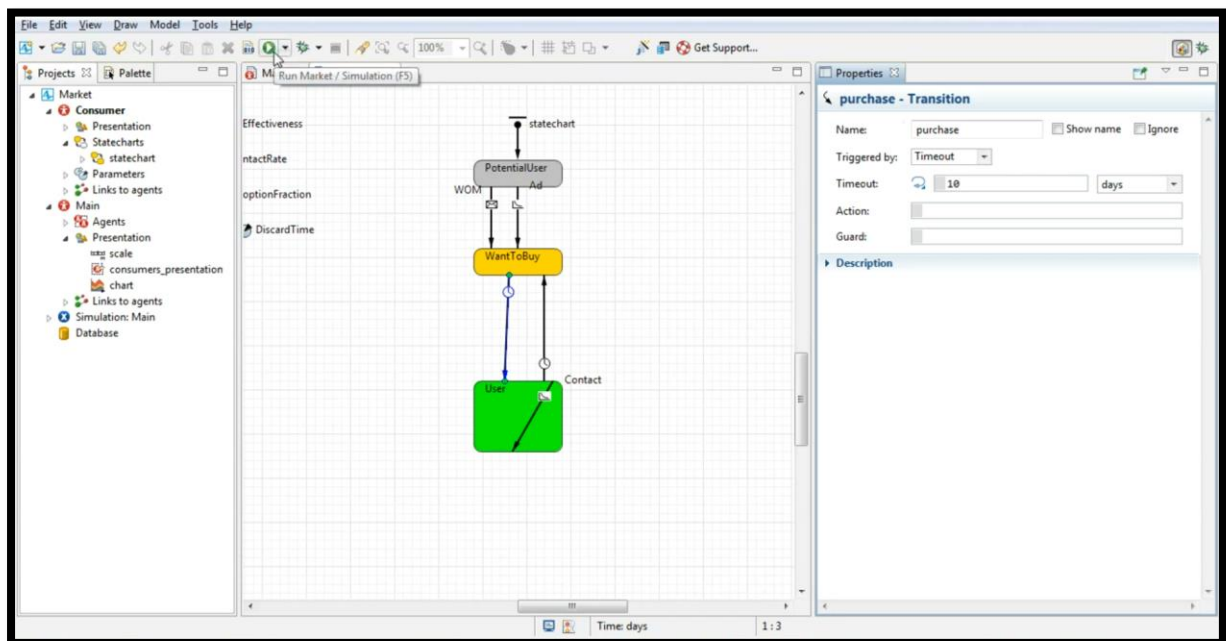 File Edit View Draw Model Tools Help
100%
Get Support...
Projects
Palette
Run Market / Simulation (F5)
Properties
Market
Consumer
Presentation
Statecharts
statechart
Parameters
Links to agents
Main
Agents
Presentation
scale
consumers_presentation
chart
Links to agents
Simulation: Main
Database
Effectiveness
ntactRate
optionFraction
DiscardTime
statechart
PotentialUser
WOM
Ad
WantToBuy
User
Contact
purchase - Transition
Name: purchase Show name Ignore
Triggered by: Timeout
Timeout: 10 days
Action:
Guard:
Description
Time: days
1:3